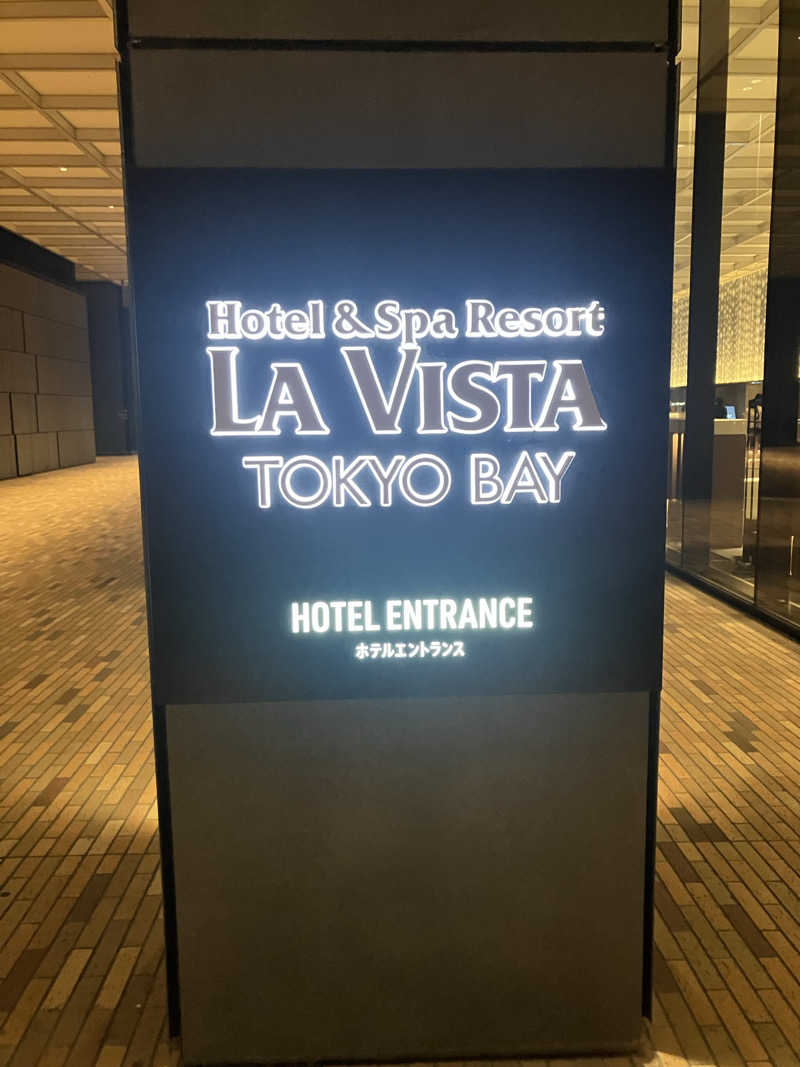 Hotel & Spa Resort
LA VISTA
TOKYO BAY
HOTEL ENTRANCE
ホテルエントランス